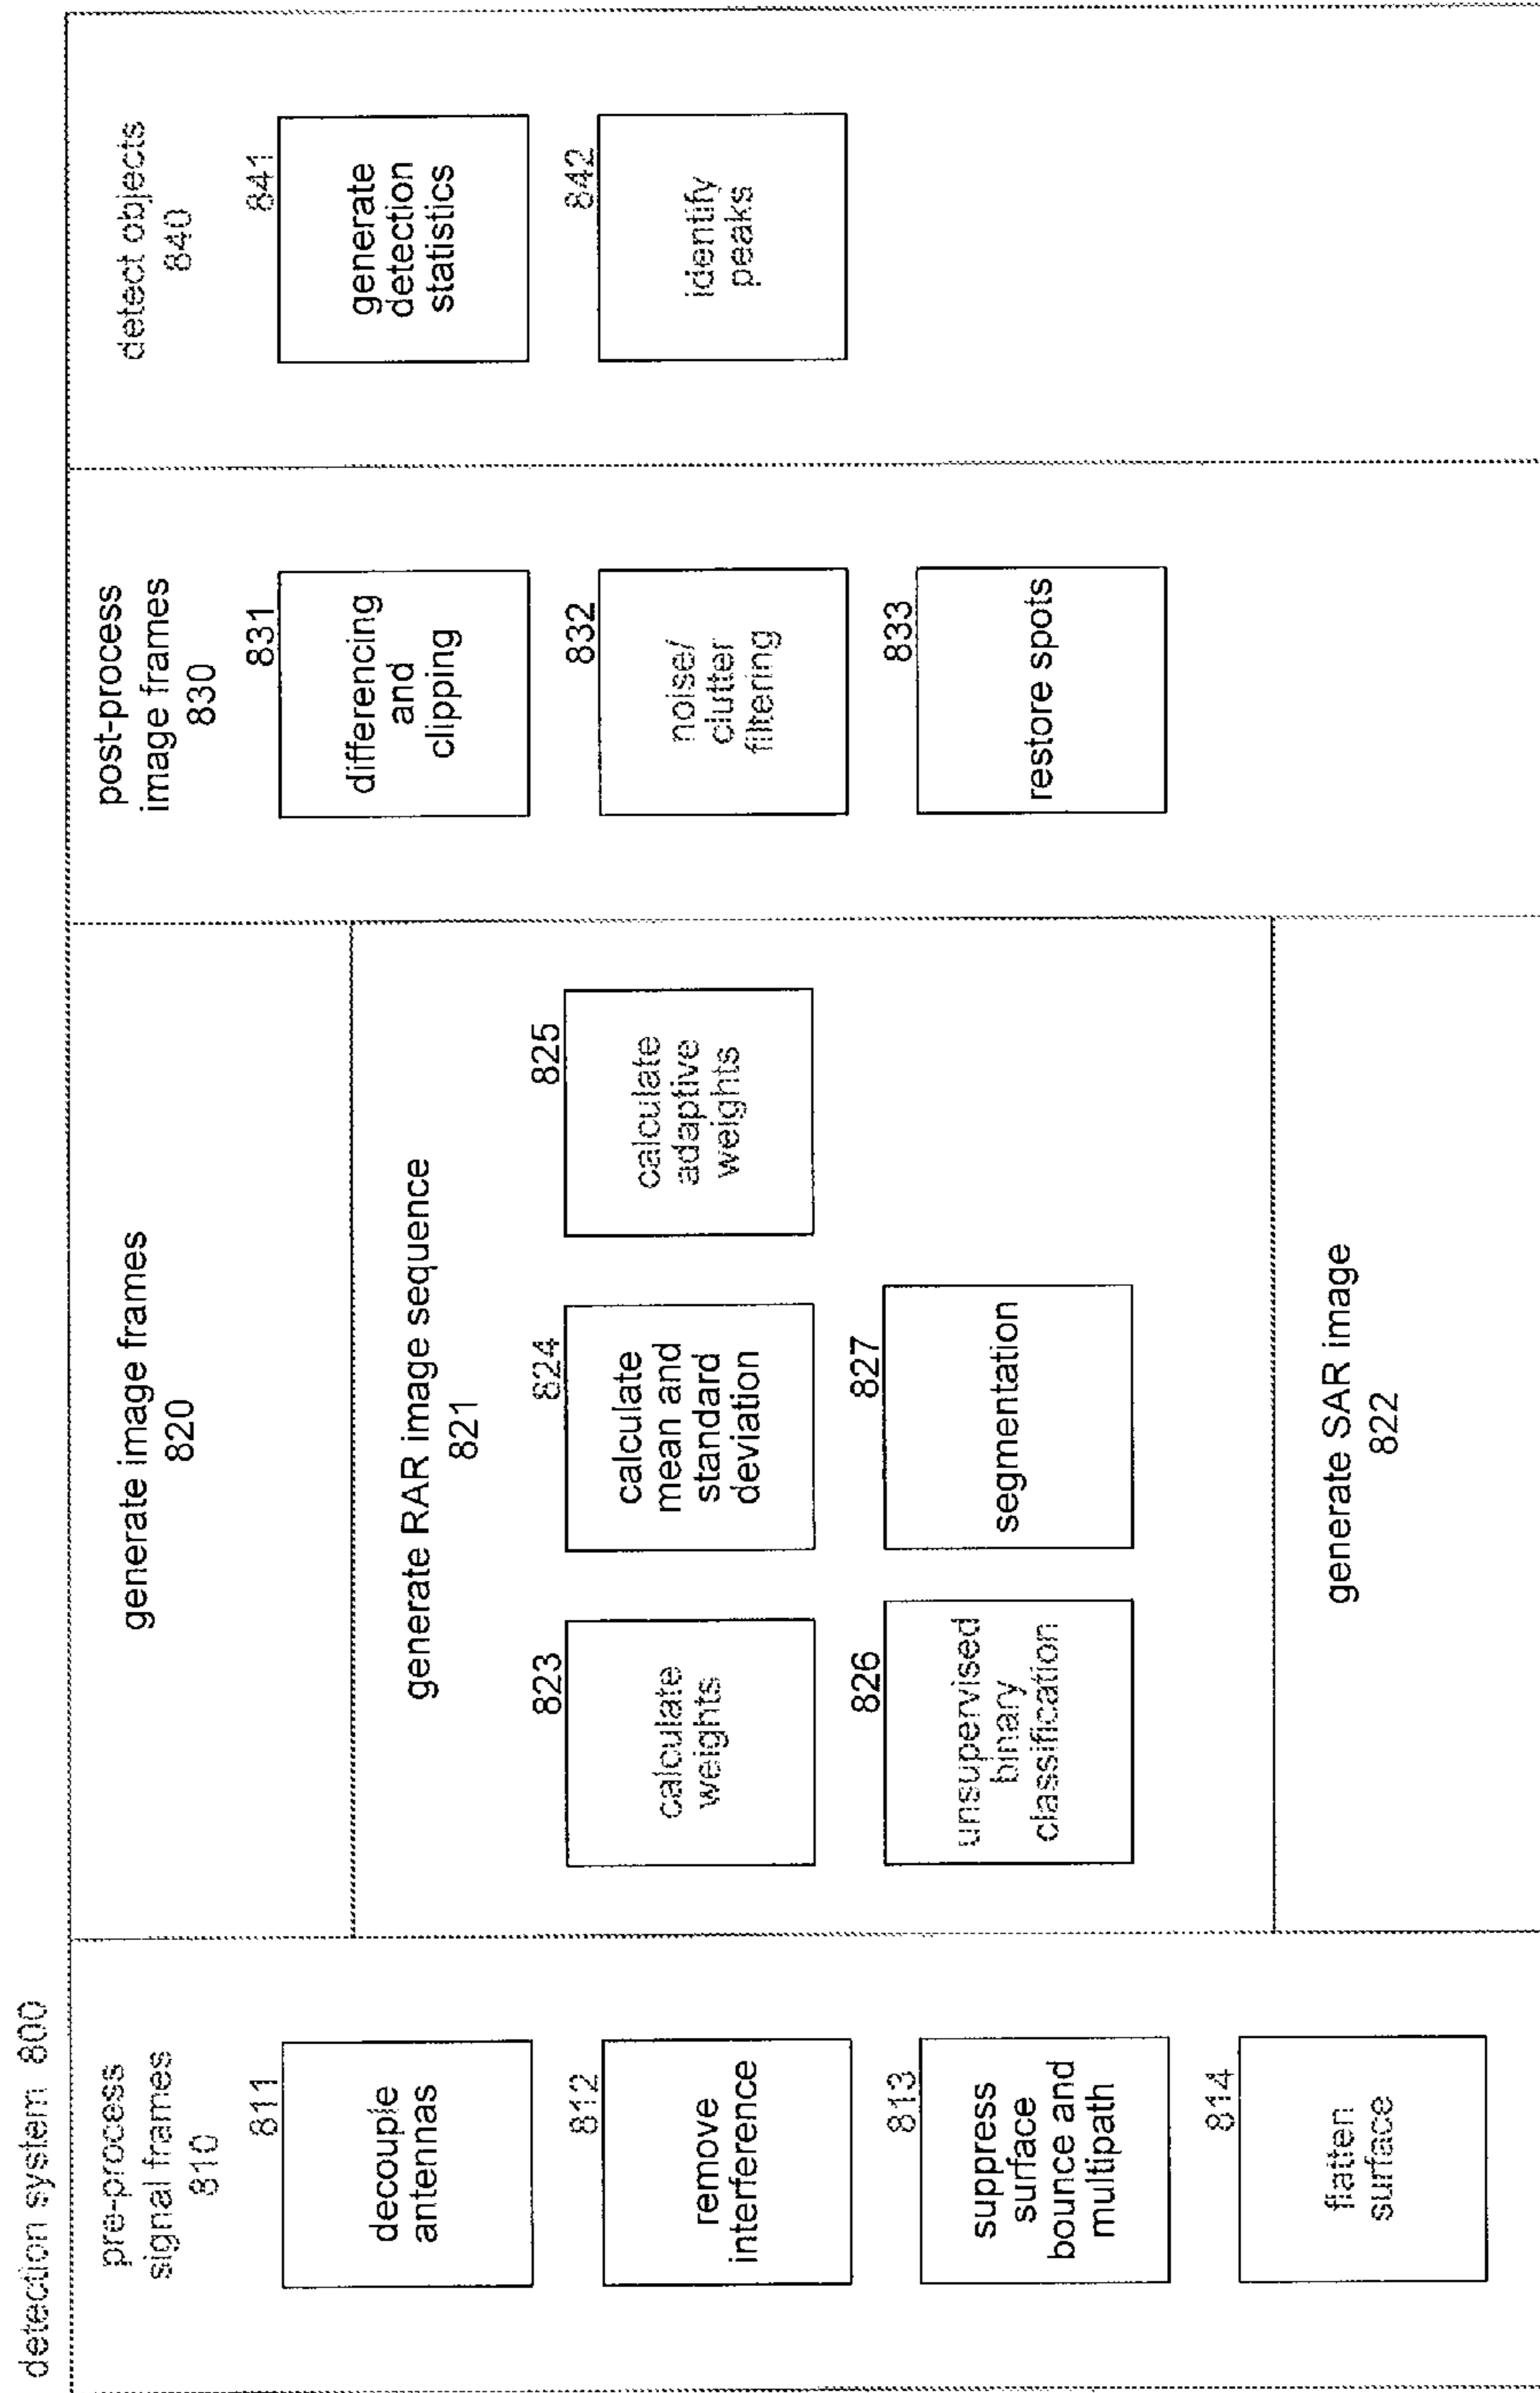 detection system 800
pre-process
signal frames
810
811
decouple
antennas
812
remove
interference
813
suppress
surface
bounce and
multipath
814
flatten
surface
generate image frames
820
generate RAR image sequence
821
823
calculate
weights
824
calculate
mean and
standard
deviation
825
calculate
adaptive
weights
826
unsupervised
binary
classification
827
segmentation
generate SAR image
822
post-process
image frames
830
831
differencing
and
clipping
832
noise/
clutter
filtering
833
restore spots
detect objects
840
841
generate
detection
statistics
842
identify
peaks